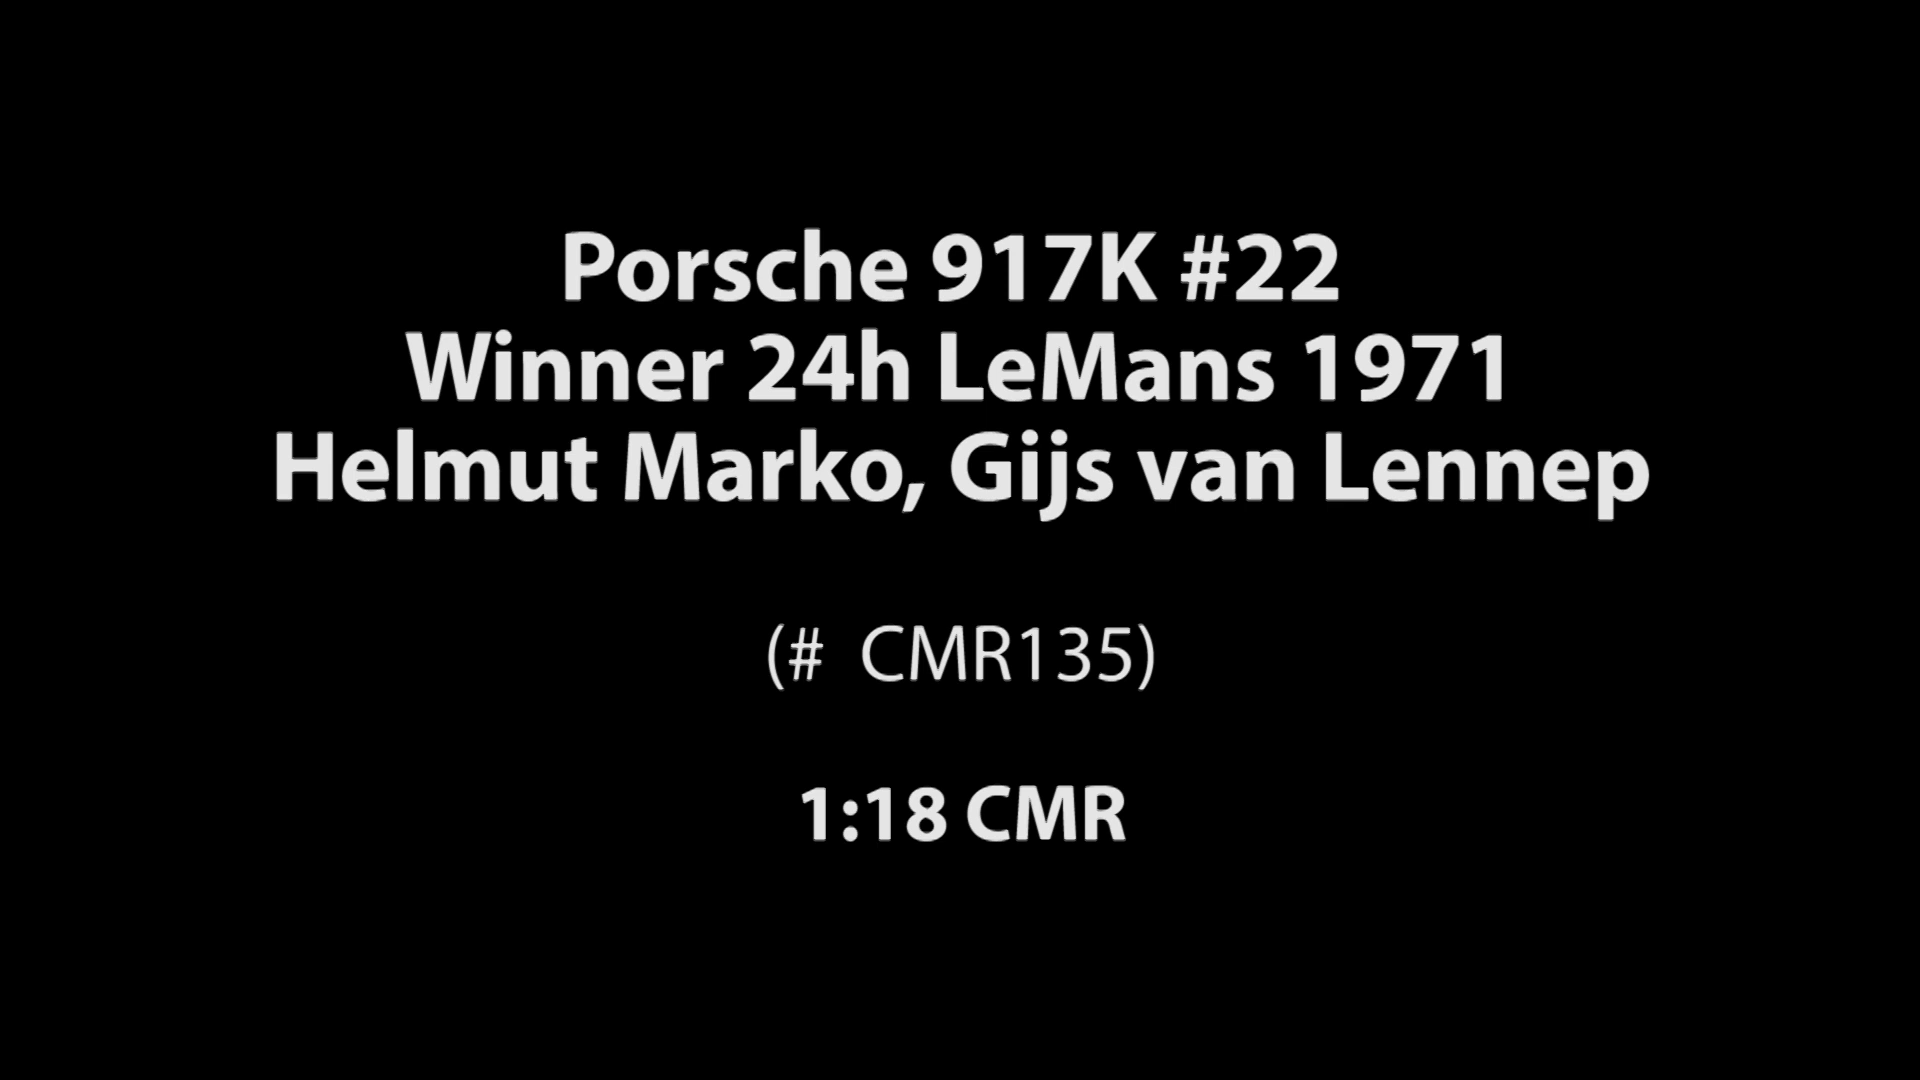 Porsche 917K #22
Winner 24h LeMans 1971
Helmut Marko, Gijs van Lennep
(# CMR135)
1:18 CMR